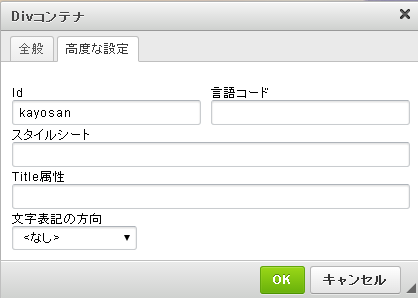 Divコンテナ
全般 高度な設定
Id 言語コード
kayosan
スタイルシート
Title属性
文字表記の方向
<なし>
OK キャンセル